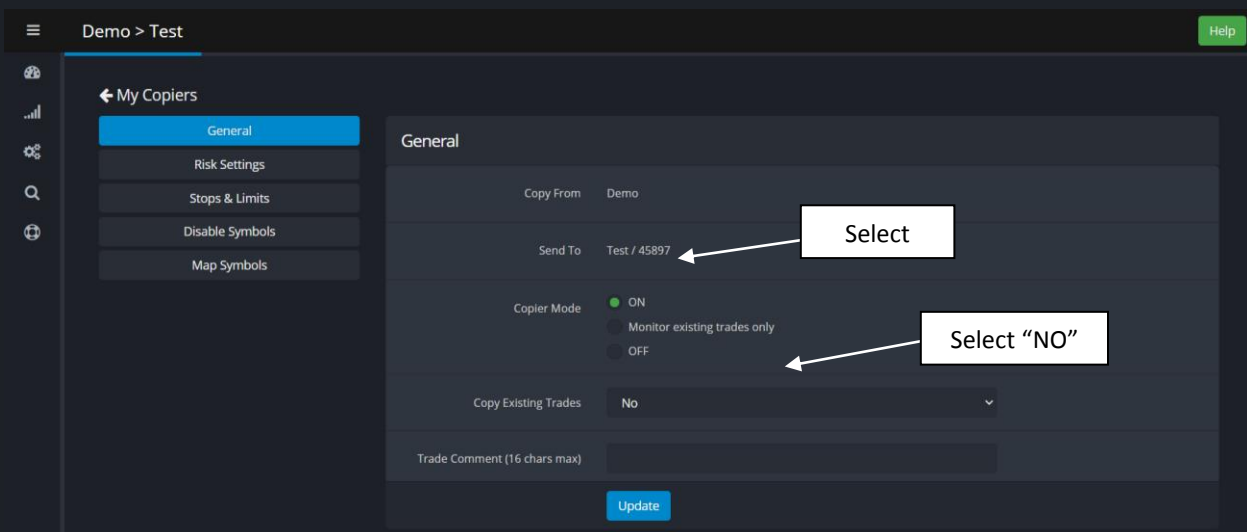 Demo > Test
Help
My Copiers
General
Risk Settings
Stops & Limits
Disable Symbols
Map Symbols
General
Copy From Demo
Send To Test / 45897
Select
Copier Mode ON
Monitor existing trades only
OFF
Select “NO”
Copy Existing Trades No
Trade Comment (16 chars max)
Update